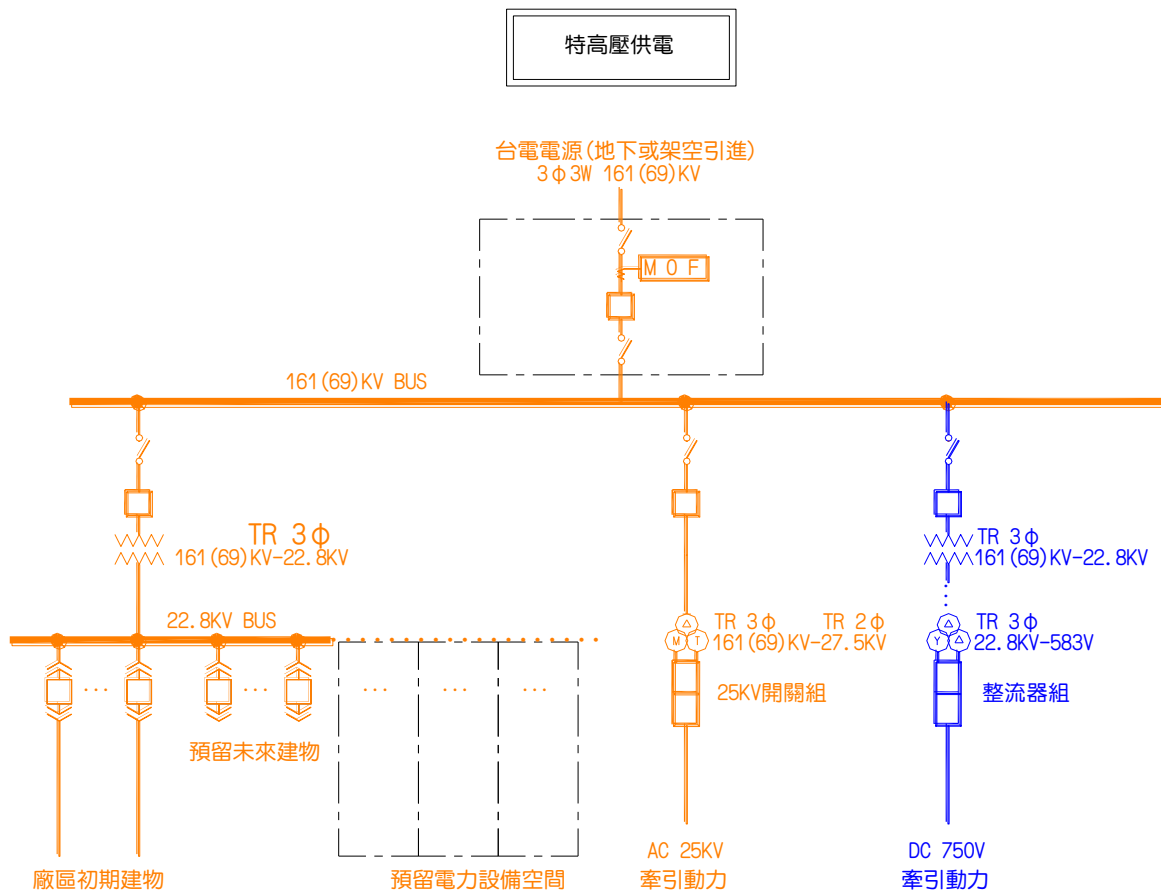 特高壓供電
台電電源(地下或架空引進)
3φ3W 161(69)KV
MOF
161(69)KV BUS
TR 3φ
161(69)KV-22.8KV
TR 3φ
161(69)KV-22.8KV
22.8KV BUS
TR 3φ TR 2φ
161(69)KV-27.5KV
M T
TR 3φ
22.8KV-583V
Y △
△
△
25KV開關組
整流器組
預留未來建物
廠區初期建物
預留電力設備空間
AC 25KV
牽引動力
DC 750V
牽引動力